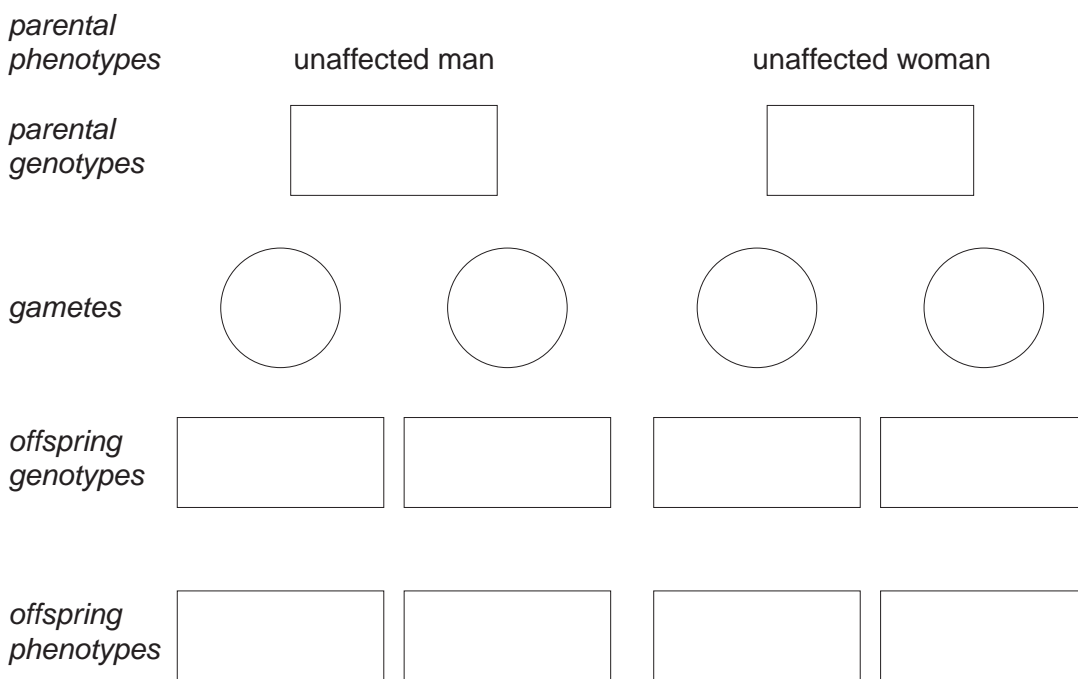 parental
phenotypes
unaffected man
unaffected woman
parental
genotypes
gametes
offspring
genotypes
offspring
phenotypes